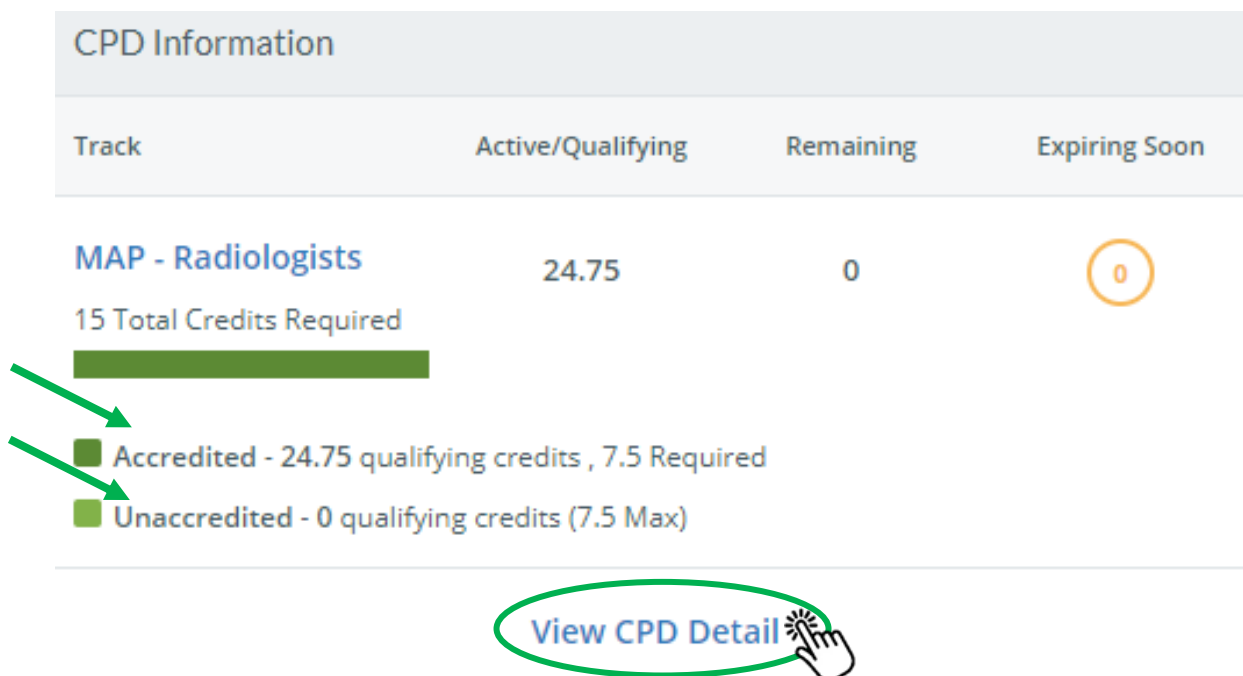 CPD Information
Track Active/Qualifying Remaining Expiring Soon
MAP - Radiologists 24.75 0 0
15 Total Credits Required
Accredited - 24.75 qualifying credits , 7.5 Required
Unaccredited - 0 qualifying credits (7.5 Max)
View CPD Detail